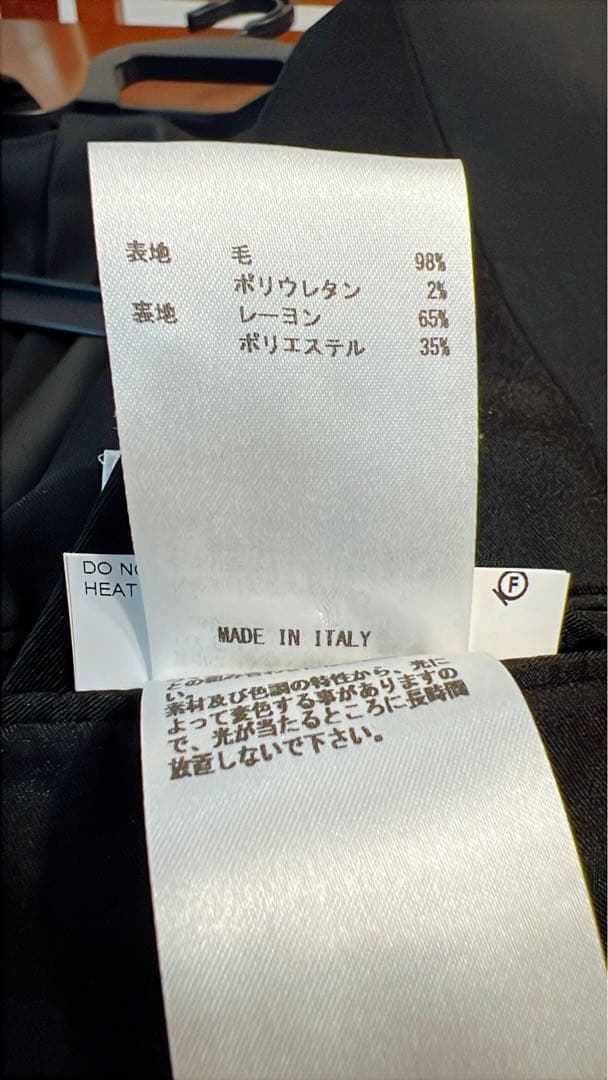 表地 毛 98%
ポリウレタン 2%
裏地 レーヨン 65%
ポリエステル 35%
MADE IN ITALY
DO NO
HEAT
F
い。
素材及び色調の特性から、光に
よって変色する事がありますの
で、光が当たるところに長時間
放置しないで下さい。